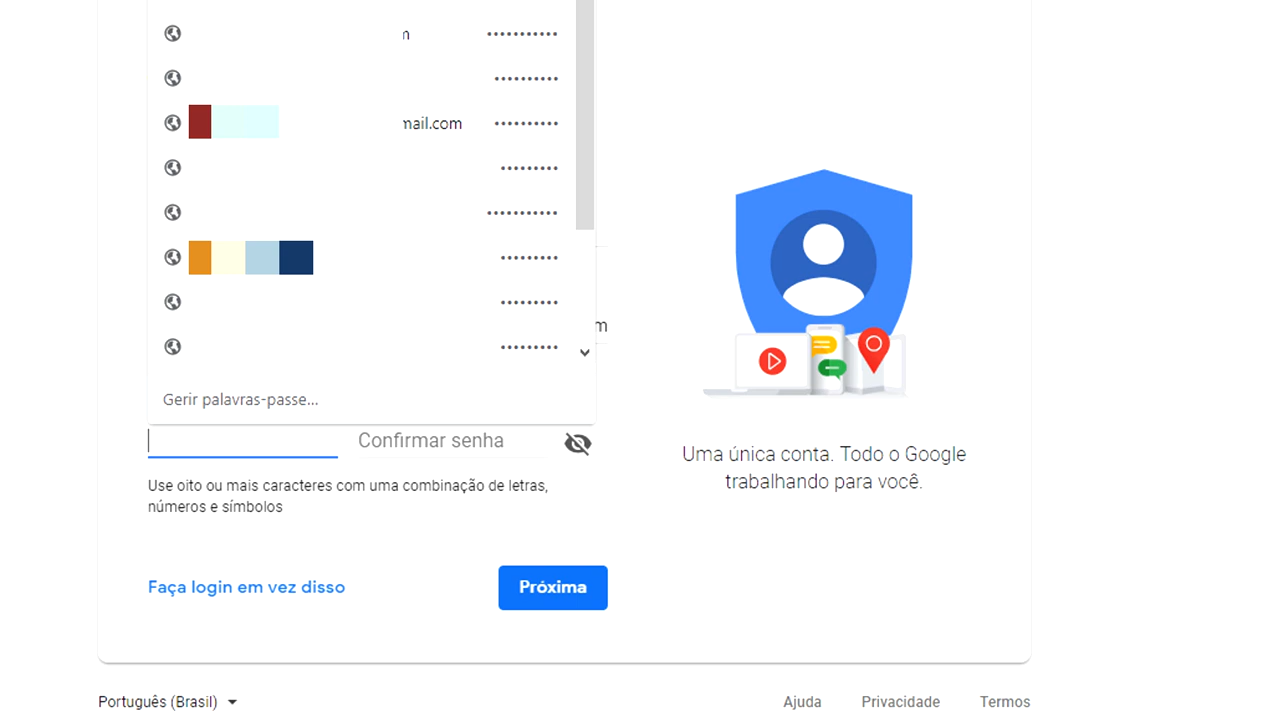 m
•••••••••••
••••••••••
mail.com ••••••••••
•••••••••
•••••••••••
•••••••••
•••••••••
•••••••••
m
Gerir palavras-passe...
Confirmar senha
Use oito ou mais caracteres com uma combinação de letras,
números e símbolos
Faça login em vez disso
Próxima
Uma única conta. Todo o Google
trabalhando para você.
Português (Brasil)
Ajuda
Privacidade
Termos